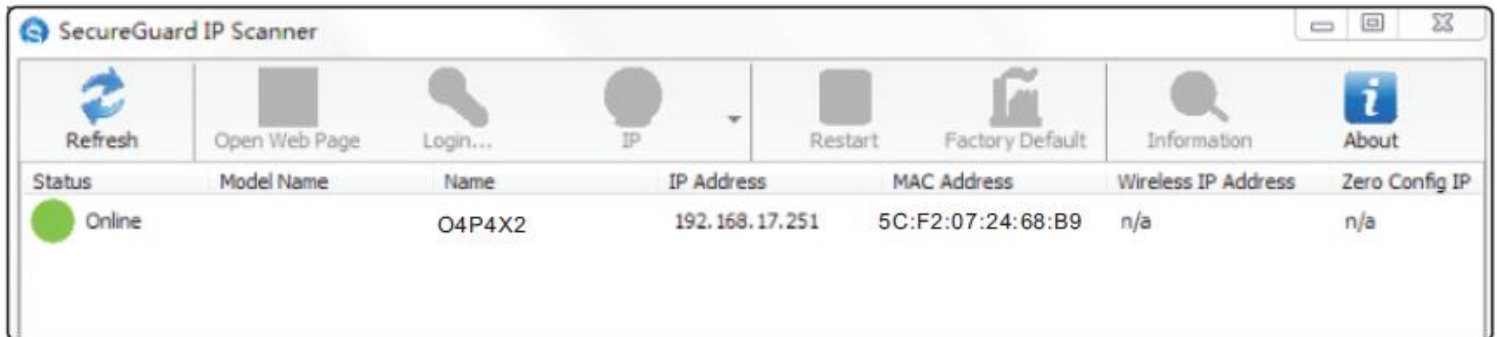 SecureGuard IP Scanner
Refresh Open Web Page Login... IP Restart Factory Default Information About
Status Model Name Name IP Address MAC Address Wireless IP Address Zero Config IP
Online O4P4X2 192.168.17.251 5C:F2:07:24:68:B9 n/a n/a